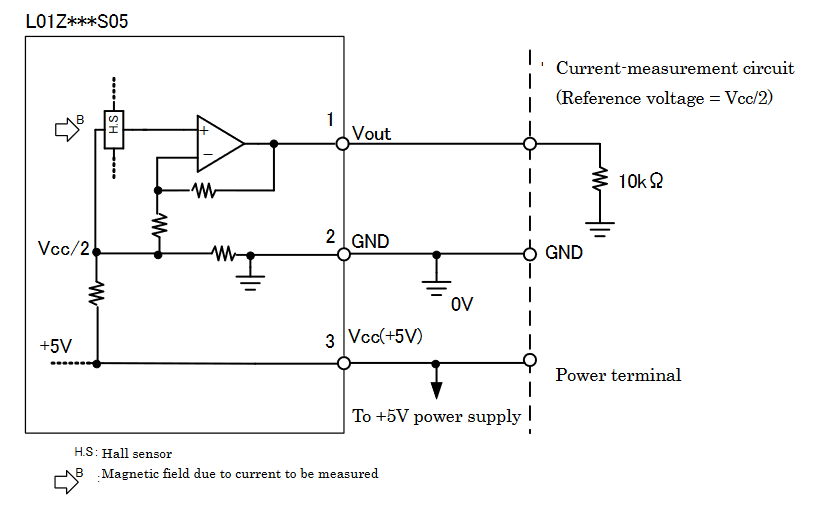 L01Z***S05
Current-measurement circuit
(Reference voltage = Vcc/2)
B
H.S
+
−
1
Vout
10kΩ
Vcc/2
2
GND
GND
0V
+5V
3
Vcc(+5V)
Power terminal
To +5V power supply
H.S: Hall sensor
B :Magnetic field due to current to be measured